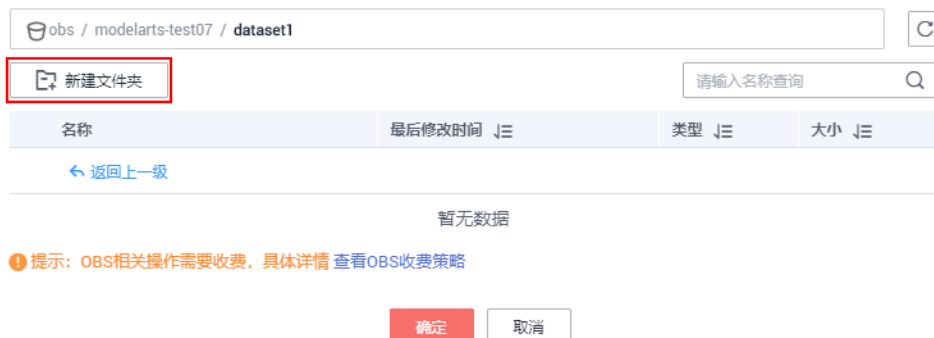 obs / modelarts-test07 / dataset1
新建文件夹
请输入名称查询
名称 最后修改时间 类型 大小
返回上一级
暂无数据
提示：OBS相关操作需要收费，具体详情 查看OBS收费策略
确定 取消